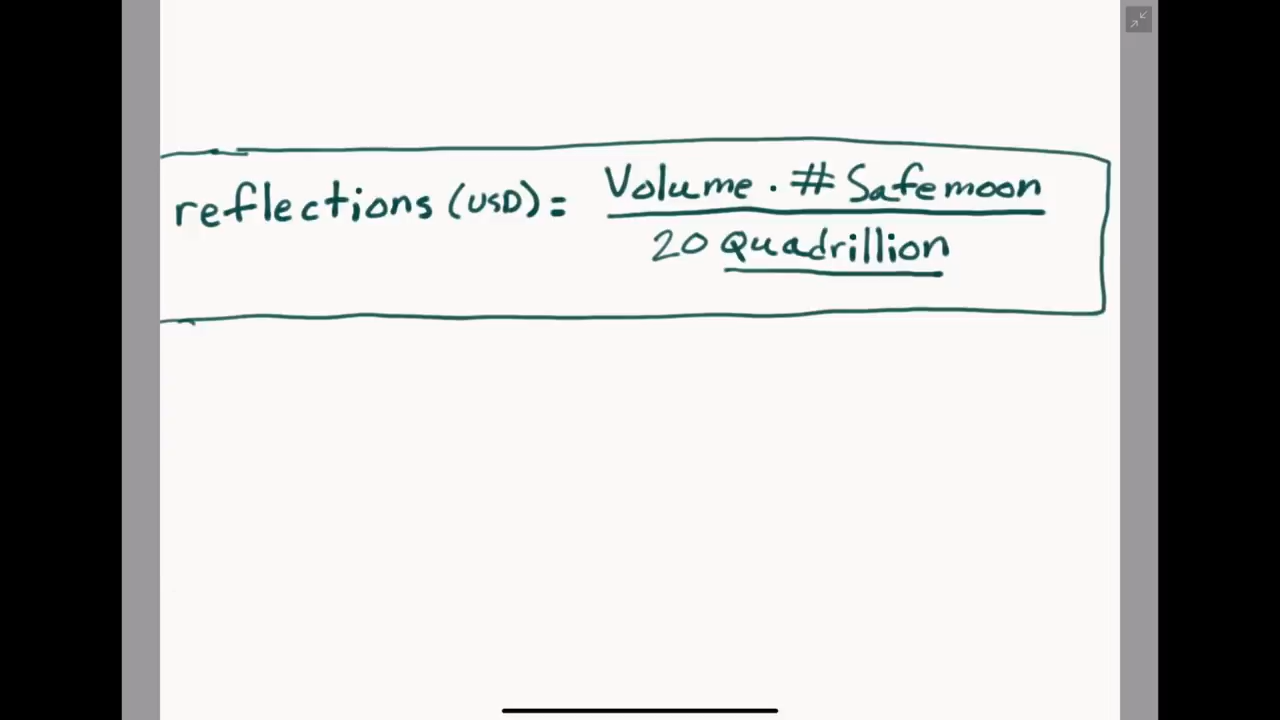 reflections (USD) = Volume . # Safemoon
20 Quadrillion